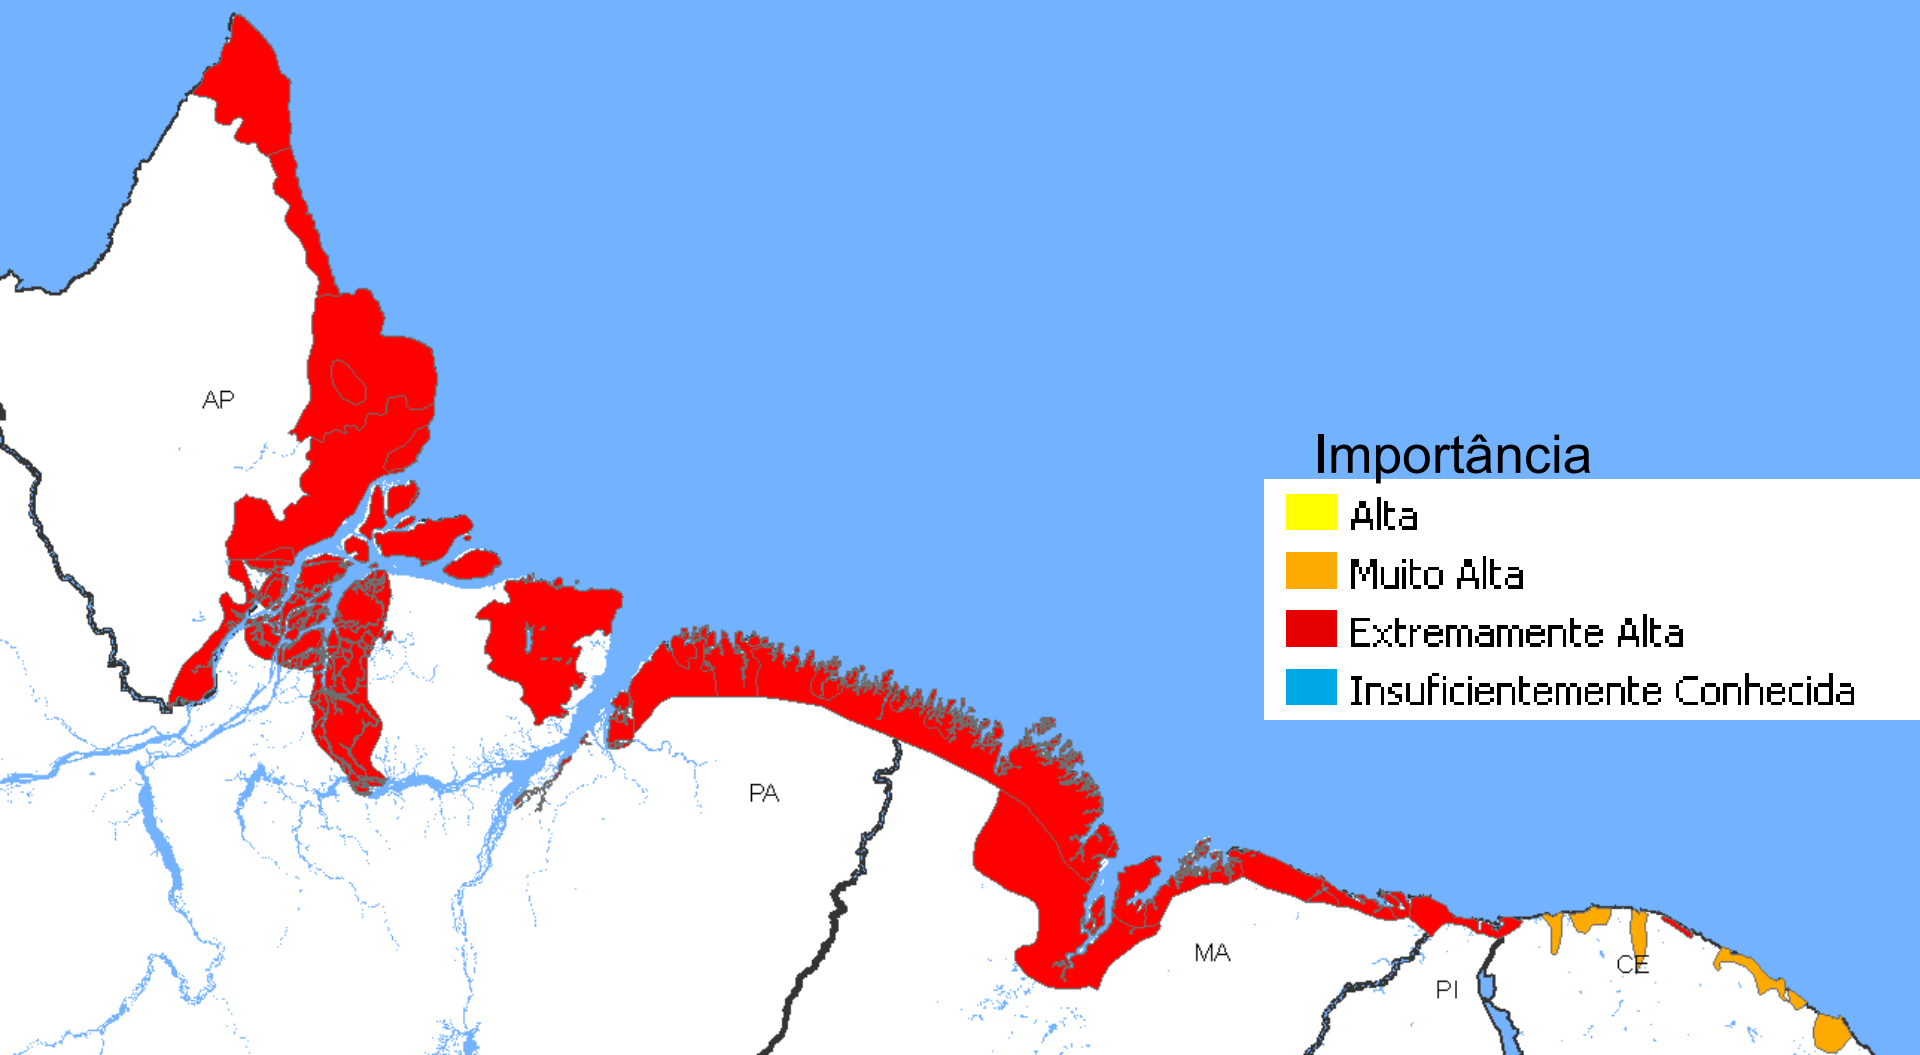 AP
Importância
Alta
Muito Alta
Extremamente Alta
Insuficientemente Conhecida
PA
MA
CE
PI